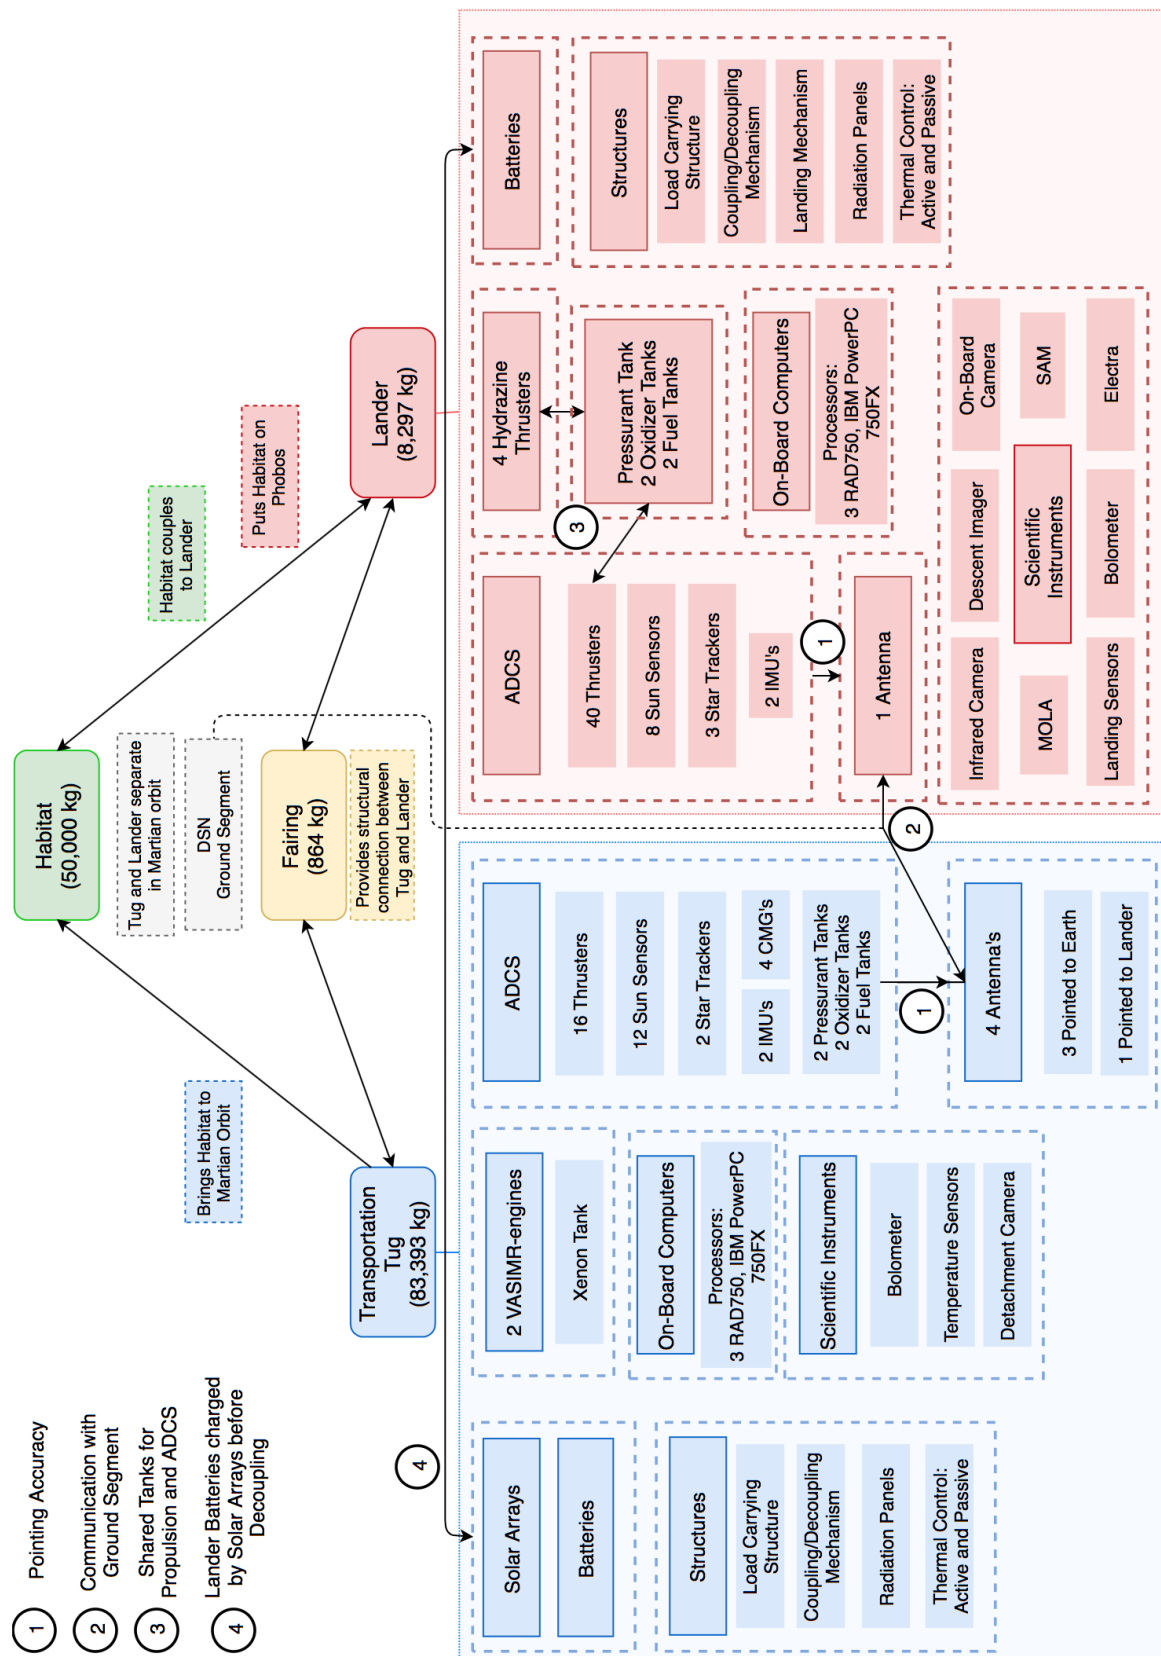 1
Pointing Accuracy
2
Communication with
Ground Segment
3
Shared Tanks for
Propulsion and ADCS
4
Lander Batteries charged
by Solar Arrays before
Decoupling
Habitat
(50,000 kg)
Tug and Lander separate
in Martian orbit
DSN
Ground Segment
Habitat couples
to Lander
Brings Habitat to
Martian Orbit
Puts Habitat on
Phobos
Fairing
(864 kg)
Provides structural
connection between
Tug and Lander
Transportation
Tug
(83,393 kg)
Lander
(8,297 kg)
4
Solar Arrays
Batteries
Structures
Load Carrying
Structure
Coupling/Decoupling
Mechanism
Radiation Panels
Thermal Control:
Active and Passive
2 VASIMR-engines
Xenon Tank
On-Board Computers
Processors:
3 RAD750, IBM PowerPC
750FX
Scientific Instruments
Bolometer
Temperature Sensors
Detachment Camera
ADCS
16 Thrusters
12 Sun Sensors
2 Star Trackers
2 IMU's
4 CMG's
2 Pressurant Tanks
2 Oxidizer Tanks
2 Fuel Tanks
1
4 Antenna's
3 Pointed to Earth
1 Pointed to Lander
2
ADCS
40 Thrusters
8 Sun Sensors
3 Star Trackers
2 IMU's
1
1 Antenna
4 Hydrazine
Thrusters
3
Pressurant Tank
2 Oxidizer Tanks
2 Fuel Tanks
On-Board Computers
Processors:
3 RAD750, IBM PowerPC
750FX
Batteries
Structures
Load Carrying
Structure
Coupling/Decoupling
Mechanism
Landing Mechanism
Radiation Panels
Thermal Control:
Active and Passive
Infrared Camera
Descent Imager
On-Board
Camera
MOLA
Scientific
Instruments
SAM
Landing Sensors
Bolometer
Electra